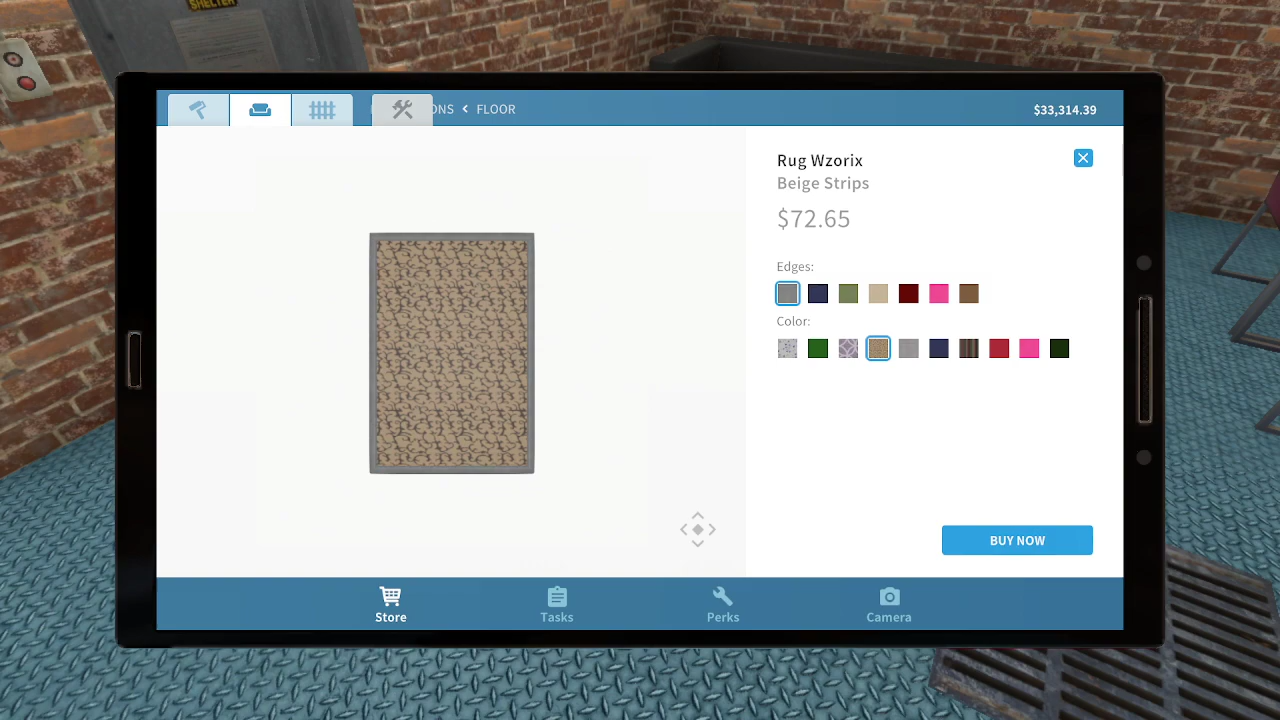 SHELTER
ONS < FLOOR
$33,314.39
Rug Wzorix
Beige Strips
$72.65
Edges:
Color:
BUY NOW
Store
Tasks
Perks
Camera